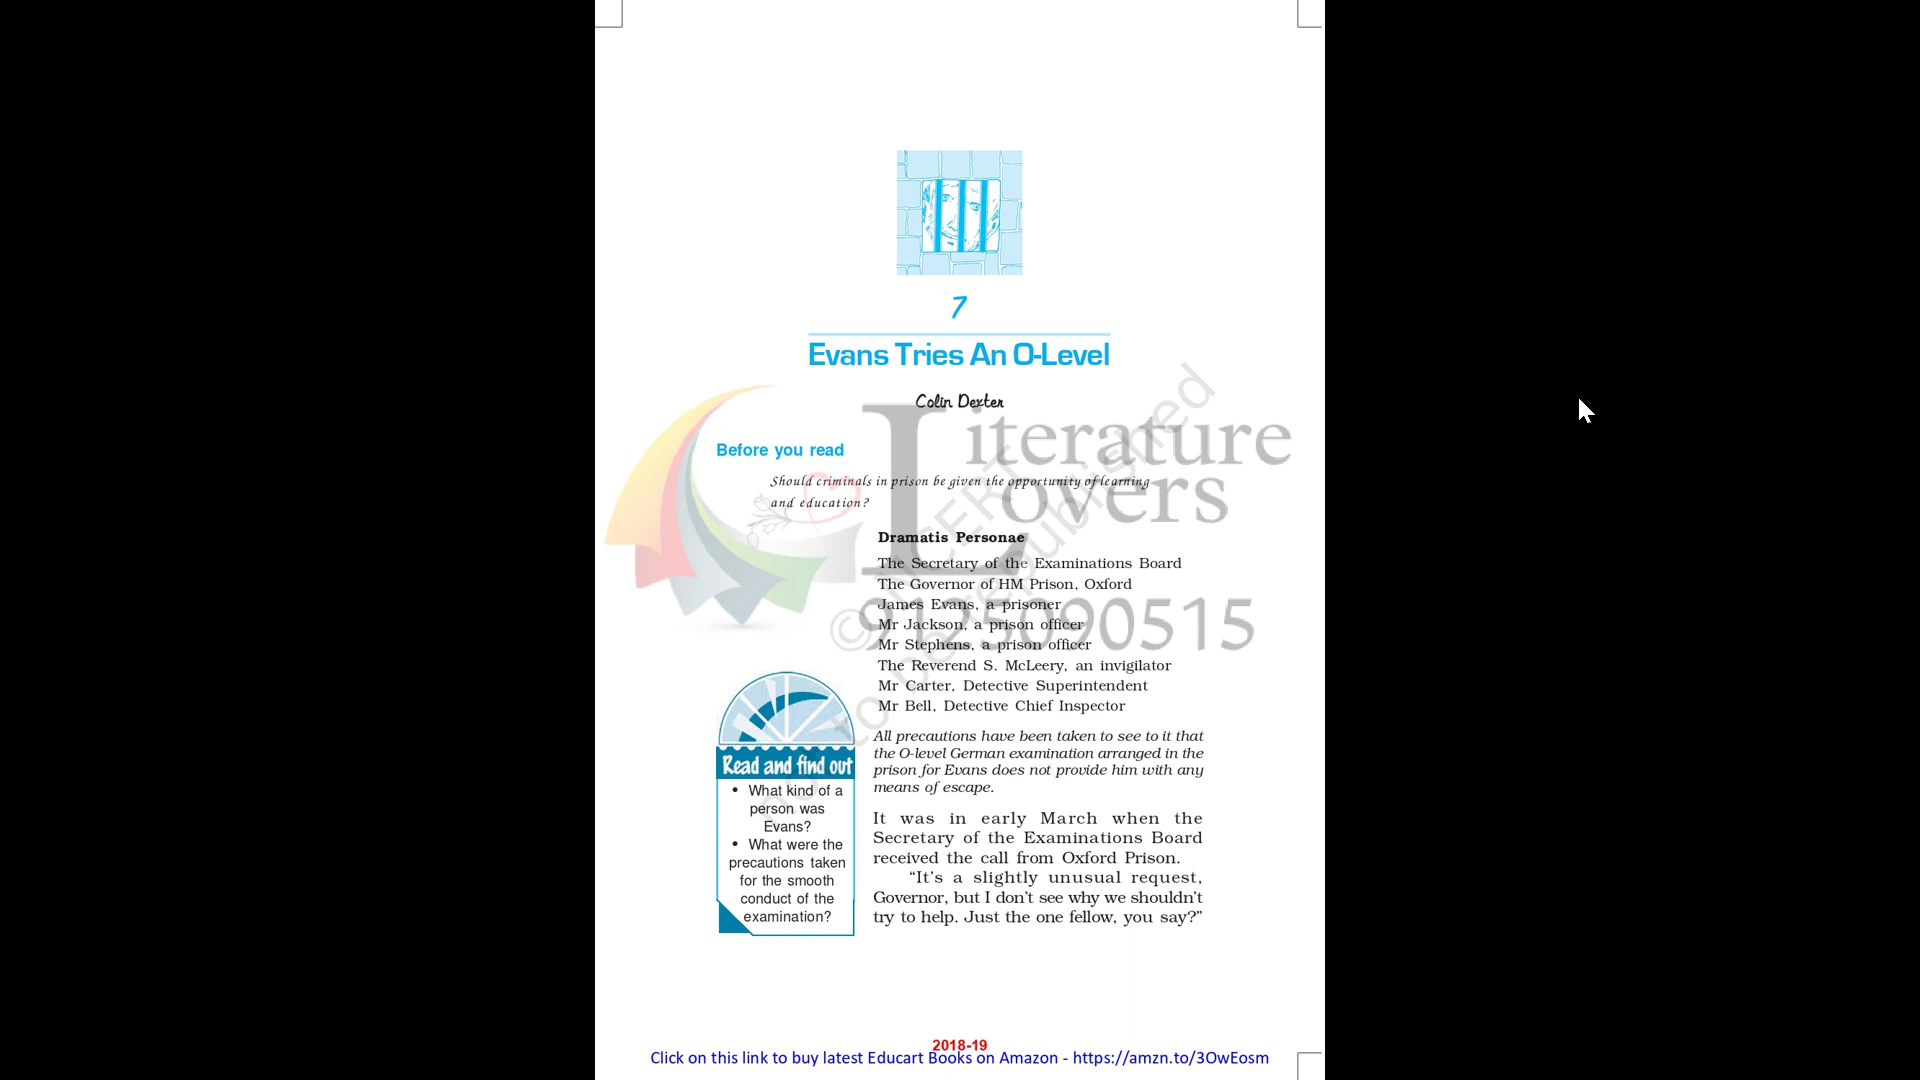 7
Evans Tries An O-Level
Colin Dexter
Before you read
Should criminals in prison be given the opportunity of learning
and education?
Dramatis Personae
The Secretary of the Examinations Board
The Governor of HM Prison, Oxford
James Evans, a prisoner
Mr Jackson, a prison officer
Mr Stephens, a prison officer
The Reverend S. McLeery, an invigilator
Mr Carter, Detective Superintendent
Mr Bell, Detective Chief Inspector
All precautions have been taken to see to it that
the O-level German examination arranged in the
prison for Evans does not provide him with any
means of escape.
Read and find out
• What kind of a
person was
Evans?
• What were the
precautions taken
for the smooth
conduct of the
examination?
It was in early March when the
Secretary of the Examinations Board
received the call from Oxford Prison.
“It’s a slightly unusual request,
Governor, but I don’t see why we shouldn’t
try to help. Just the one fellow, you say?”
Literature
Lovers
9125090515
© NCERT
not to be republished
2018-19
Click on this link to buy latest Educart Books on Amazon - https://amzn.to/3OwEosm